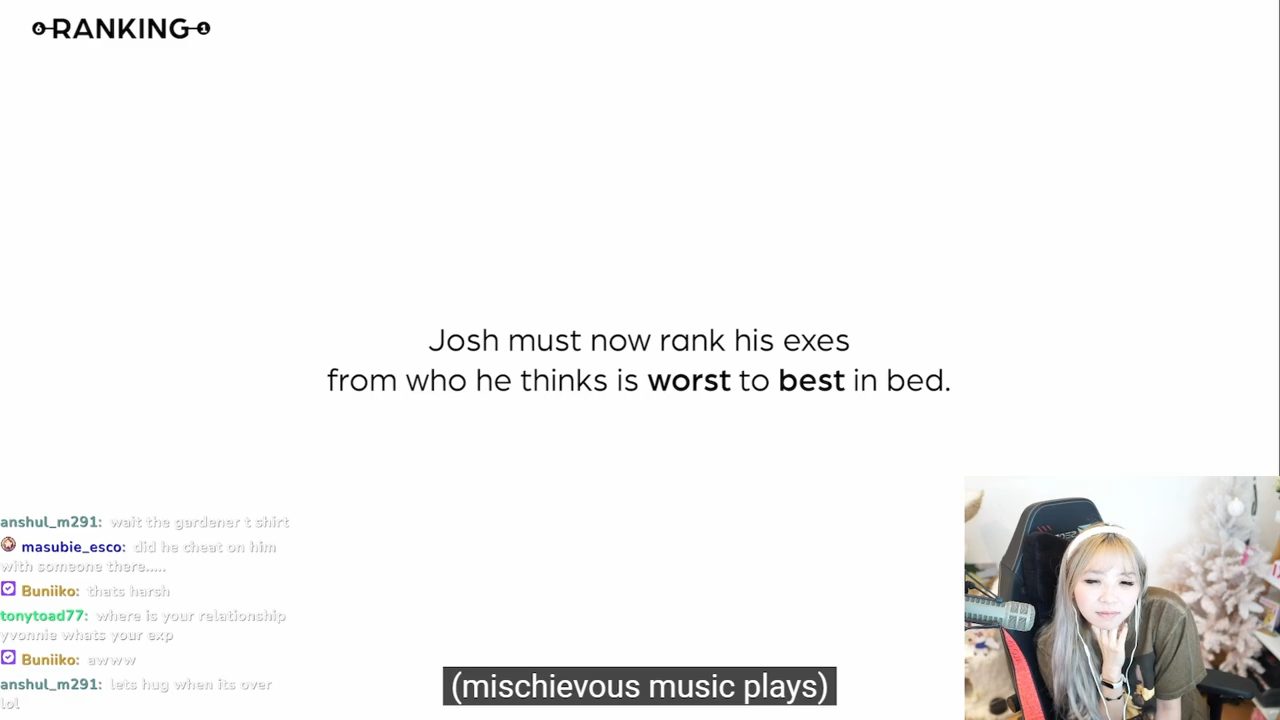 6 RANKING 1
Josh must now rank his exes
from who he thinks is worst to best in bed.
anshul_m291: wait the gardener t shirt
masubie_esco: did he cheat on him
with someone there.....
Buniiko: thats harsh
tonytoad77: where is your relationship
yvonnie whats your exp
Buniiko: awww
anshul_m291: lets hug when its over
lol
(mischievous music plays)